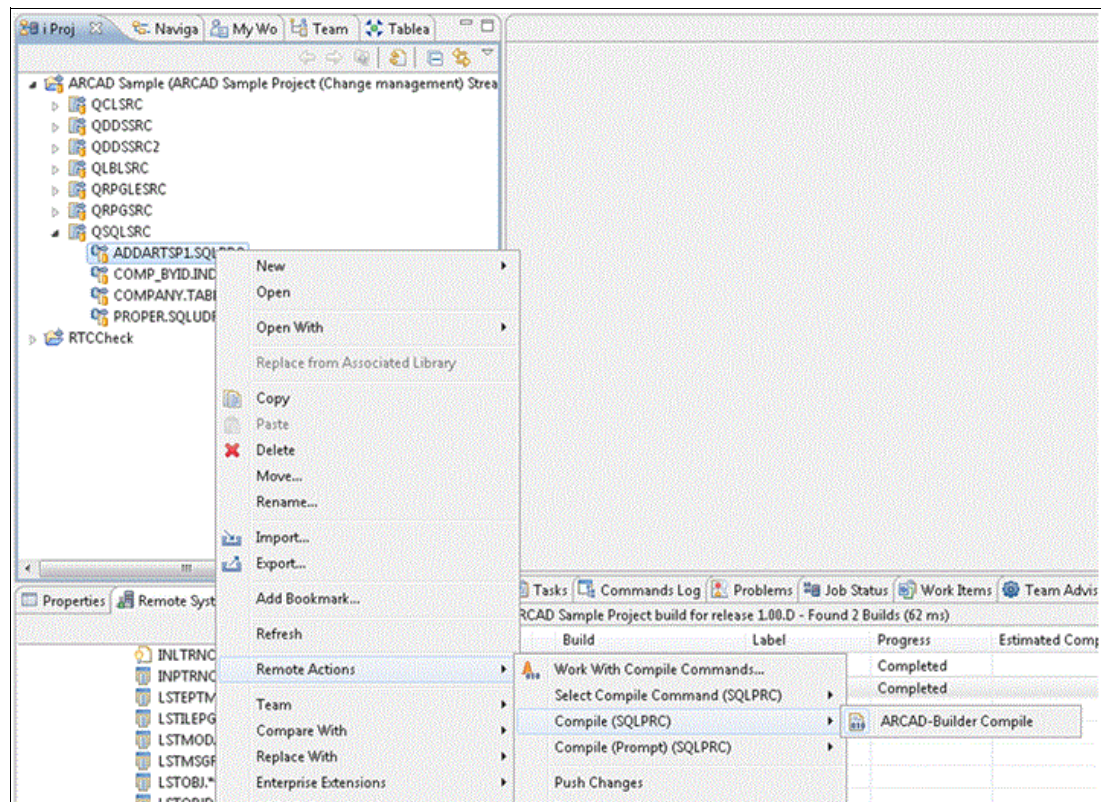 i Proj Naviga My Wo Team Tablea
ARCAD Sample (ARCAD Sample Project (Change management) Strea
QCLSRC
QDDSSRC
QDDSSRC2
QLBLSRC
QRPGLESRC
QRPGSRC
QSQLSRC
ADDARTSP1.SQLPRC
COMP_BYID.IND
COMPANY.TABL
PROPER.SQLUDF
RTCCheck
New
Open
Open With
Replace from Associated Library
Copy
Paste
Delete
Move...
Rename...
Import...
Export...
Add Bookmark...
Refresh
Remote Actions
Team
Compare With
Replace With
Enterprise Extensions
Properties Remote Syst
INLTRNC
INPTRNC
LSTEPTM
LSTILEPG
LSTMOD.
LSTMSGF
LSTOBJ.*
Tasks Commands Log Problems Job Status Work Items Team Advis
RCAD Sample Project build for release 1.00.D - Found 2 Builds (62 ms)
Build Label Progress Estimated Comp
Completed
Completed
Work With Compile Commands...
Select Compile Command (SQLPRC)
Compile (SQLPRC)
Compile (Prompt) (SQLPRC)
Push Changes
ARCAD-Builder Compile